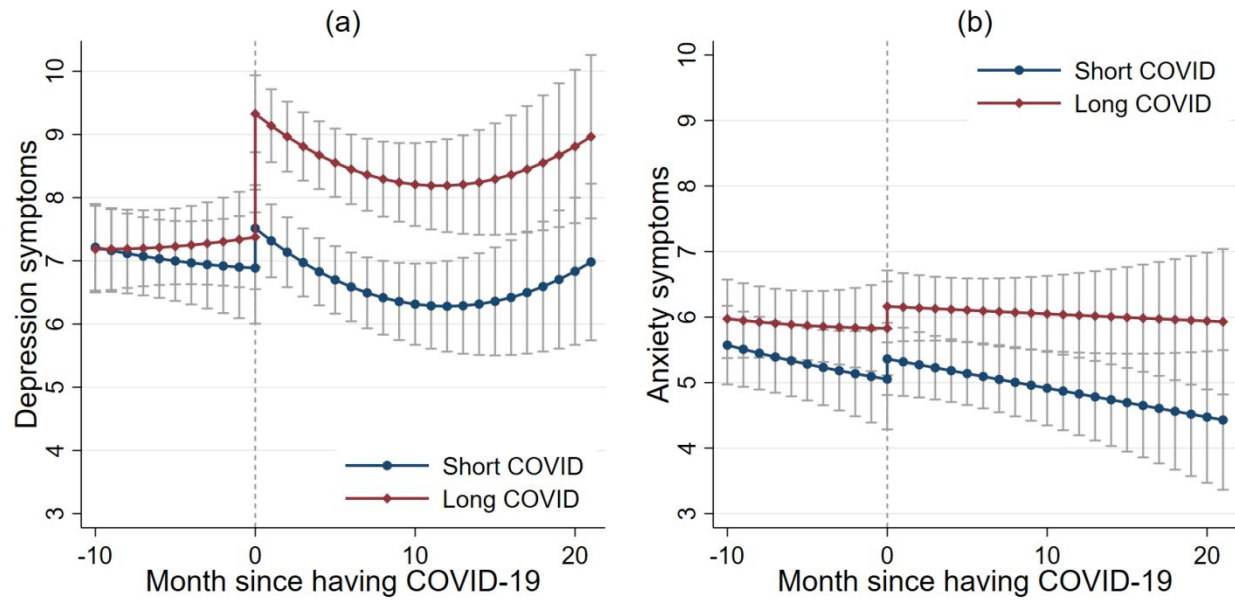 (a)
Depression symptoms
10
9
8
7
6
5
4
3
Short COVID
Long COVID
-10 0 10 20
Month since having COVID-19
(b)
Anxiety symptoms
10
9
8
7
6
5
4
3
Short COVID
Long COVID
-10 0 10 20
Month since having COVID-19